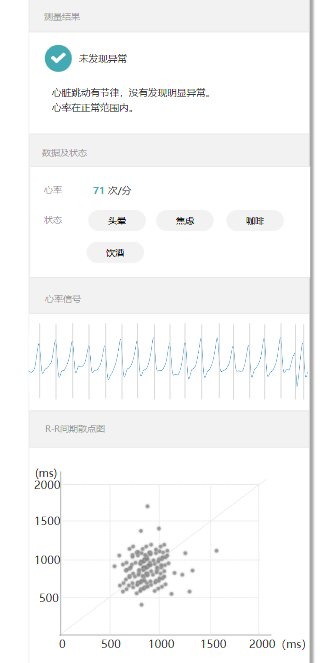 测量结果
未发现异常
心脏跳动有节律，没有发现明显异常。
心率在正常范围内。
数据及状态
心率 71 次/分
状态 头晕 焦虑 咖啡
饮酒
心率信号
R-R间期散点图
(ms)
2000
1500
1000
500
0 500 1000 1500 2000 (ms)